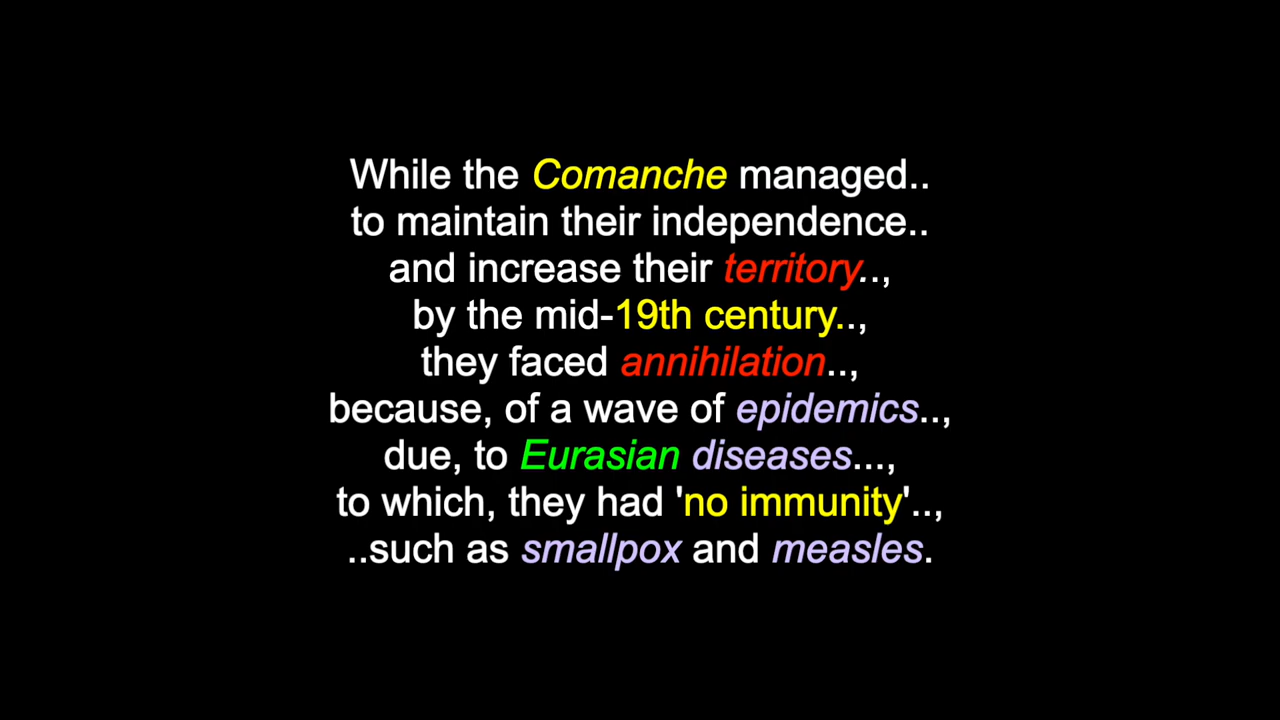 While the Comanche managed..
to maintain their independence..
and increase their territory..,
by the mid-19th century..,
they faced annihilation..,
because, of a wave of epidemics..,
due, to Eurasian diseases...,
to which, they had 'no immunity'..,
..such as smallpox and measles.